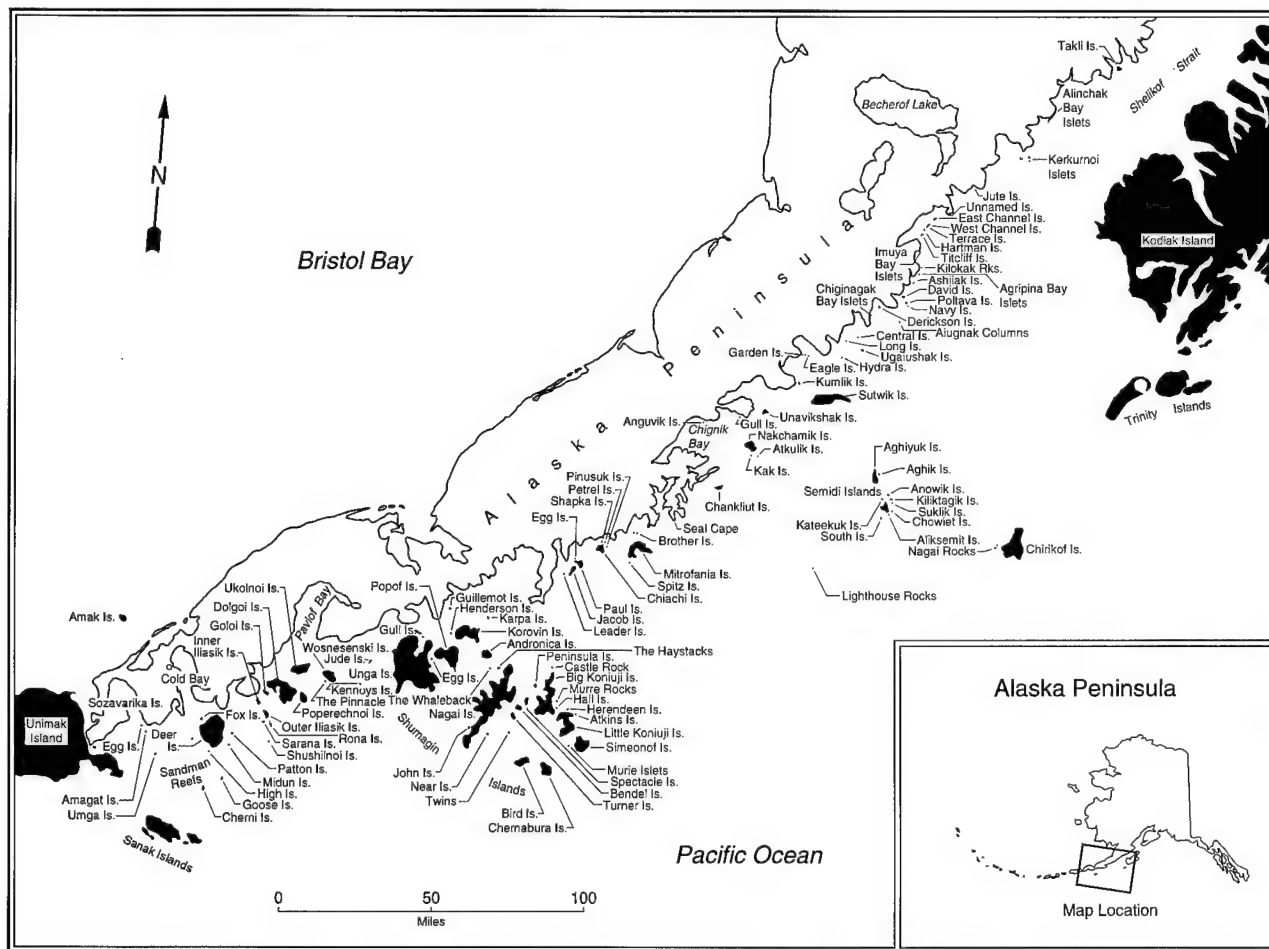 Takli Is.
Shelikof Strait
Alinchak
Bay
Islets
Becherof Lake
Kerkurnoi
Islets
N
Jute Is.
Unnamed Is.
East Channel Is.
West Channel Is.
Terrace Is.
Hartman Is.
Titcliff Is.
Kodiak Island
Imuya
Bay
Islets
Kilokak Rks.
Ashiiak Is.
Agripina Bay
Islets
David Is.
Poltava Is.
Navy Is.
Chiginagak
Bay Islets
Derickson Is.
Aiugnak Columns
Bristol Bay
Alaska Peninsula
Central Is.
Long Is.
Ugaiushak Is.
Garden Is.
Eagle Is.
Hydra Is.
Kumlik Is.
Sutwik Is.
Trinity Islands
Unavikshak Is.
Anguvik Is.
Chignik
Bay
Gull Is.
Nakchamik Is.
Atkulik Is.
Kak Is.
Aghiyuk Is.
Aghik Is.
Semidi Islands
Anowik Is.
Kiliktagik Is.
Suklik Is.
Chowiet Is.
Kateekuk Is.
South Is.
Aliksemit Is.
Nagai Rocks
Chirikof Is.
Pinusuk Is.
Petrel Is.
Shapka Is.
Egg Is.
Chankliut Is.
Seal Cape
Brother Is.
Mitrofania Is.
Spitz Is.
Chiachi Is.
Paul Is.
Jacob Is.
Leader Is.
Lighthouse Rocks
Ukolnoi Is.
Dolgoi Is.
Goloi Is.
Inner
Iliasik Is.
Pavlof Bay
Popof Is.
Guillemot Is.
Henderson Is.
Karpa Is.
Korovin Is.
Andronica Is.
The Haystacks
Amak Is.
Gull Is.
Wosnesenski Is.
Jude Is.
Unga Is.
Kennuys Is.
The Pinnacle
Poperechnoi Is.
Egg Is.
The Whaleback
Nagai Is.
Peninsula Is.
Castle Rock
Big Koniuji Is.
Murre Rocks
Hall Is.
Herendeen Is.
Atkins Is.
Little Koniuji Is.
Simeonof Is.
Cold Bay
Sozavarika Is.
Unimak
Island
Egg Is.
Deer
Is.
Fox Is.
Outer Iliasik Is.
Rona Is.
Sarana Is.
Shushilnoi Is.
Patton Is.
Midun Is.
High Is.
Goose Is.
Cherni Is.
Sandman
Reefs
Amagat Is.
Umga Is.
Sanak Islands
Shumagin Islands
John Is.
Near Is.
Twins
Bird Is.
Chernabura Is.
Murie Islets
Spectacle Is.
Bendel Is.
Turner Is.
Pacific Ocean
0 50 100
Miles
Alaska Peninsula
Map Location